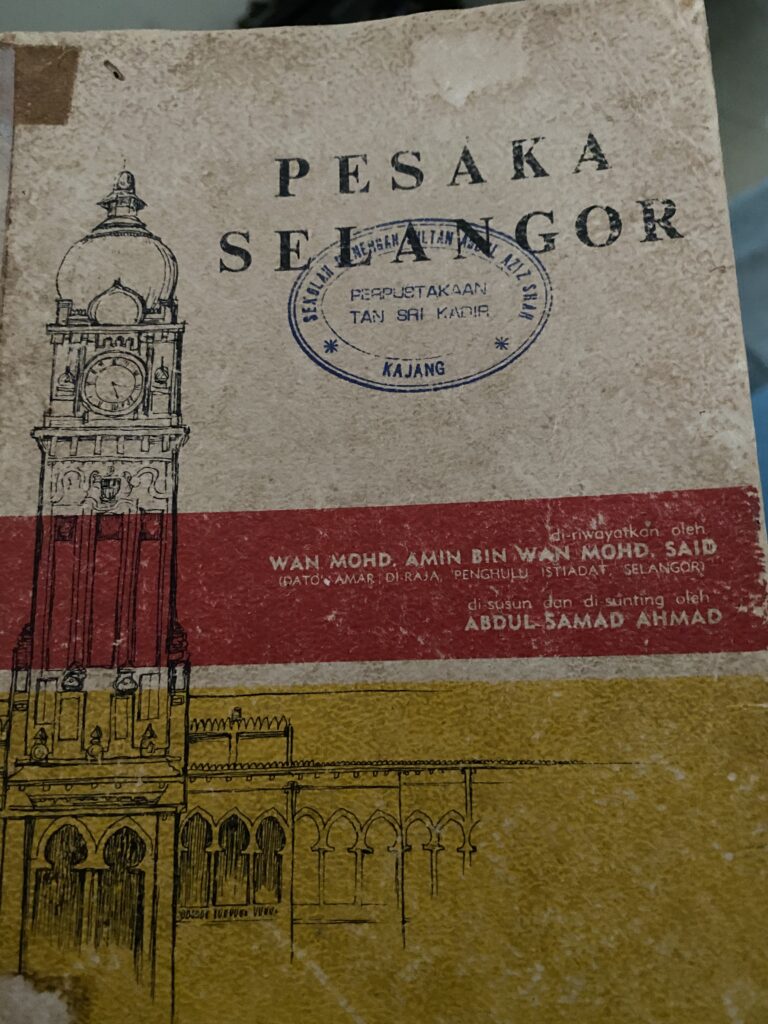 PESAKA
SELANGOR
SEKOLAH MENENGAH SULTAN ABDUL AZIZ SHAH
PERPUSTAKAAN
TAN SRI KADIR
KAJANG
di-riwayatkan oleh
WAN MOHD. AMIN BIN WAN MOHD. SAID
(DATO' AMAR DI-RAJA, PENGHULU ISTIADAT, SELANGOR)
di-susun dan di-sunting oleh
ABDUL SAMAD AHMAD